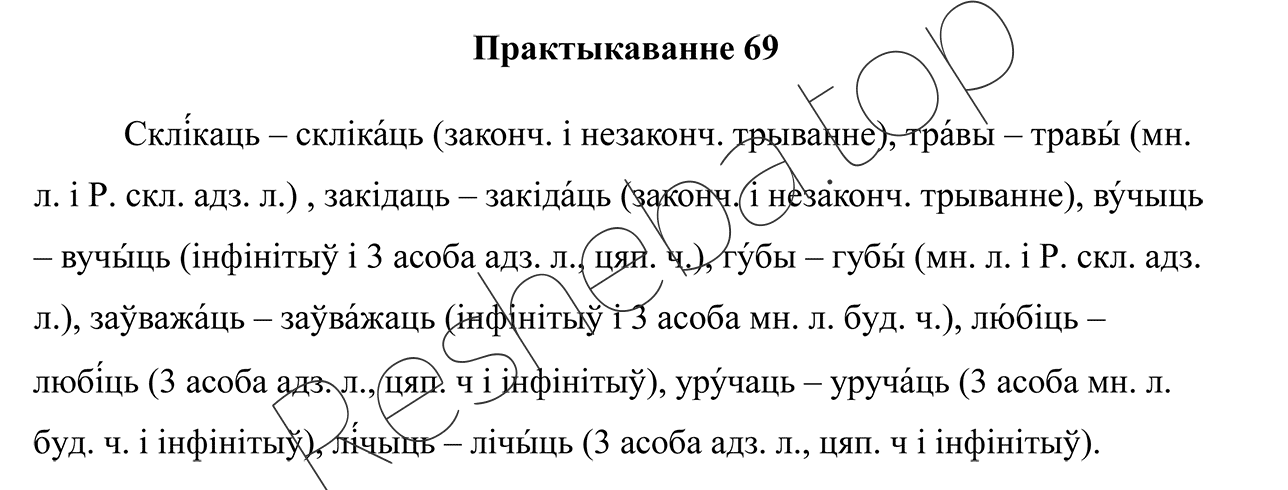 Практыкаванне 69
Склі́каць – скліка́ць (законч. і незаконч. трыванне), тра́вы – травы́ (мн.
л. і Р. скл. адз. л.) , закідаць – закіда́ць (законч. і незаконч. трыванне), ву́чыць
– вучы́ць (інфінітыў і 3 асоба адз. л., цяп. ч.), гу́бы – губы́ (мн. л. і Р. скл. адз.
л.), заўважа́ць – заўва́жаць (інфінітыў і 3 асоба мн. л. буд. ч.), лю́біць –
любі́ць (3 асоба адз. л., цяп. ч і інфінітыў), уру́чаць – уруча́ць (3 асоба мн. л.
буд. ч. і інфінітыў), лі́чыць – лічы́ць (3 асоба адз. л., цяп. ч і інфінітыў).
Resheba.top